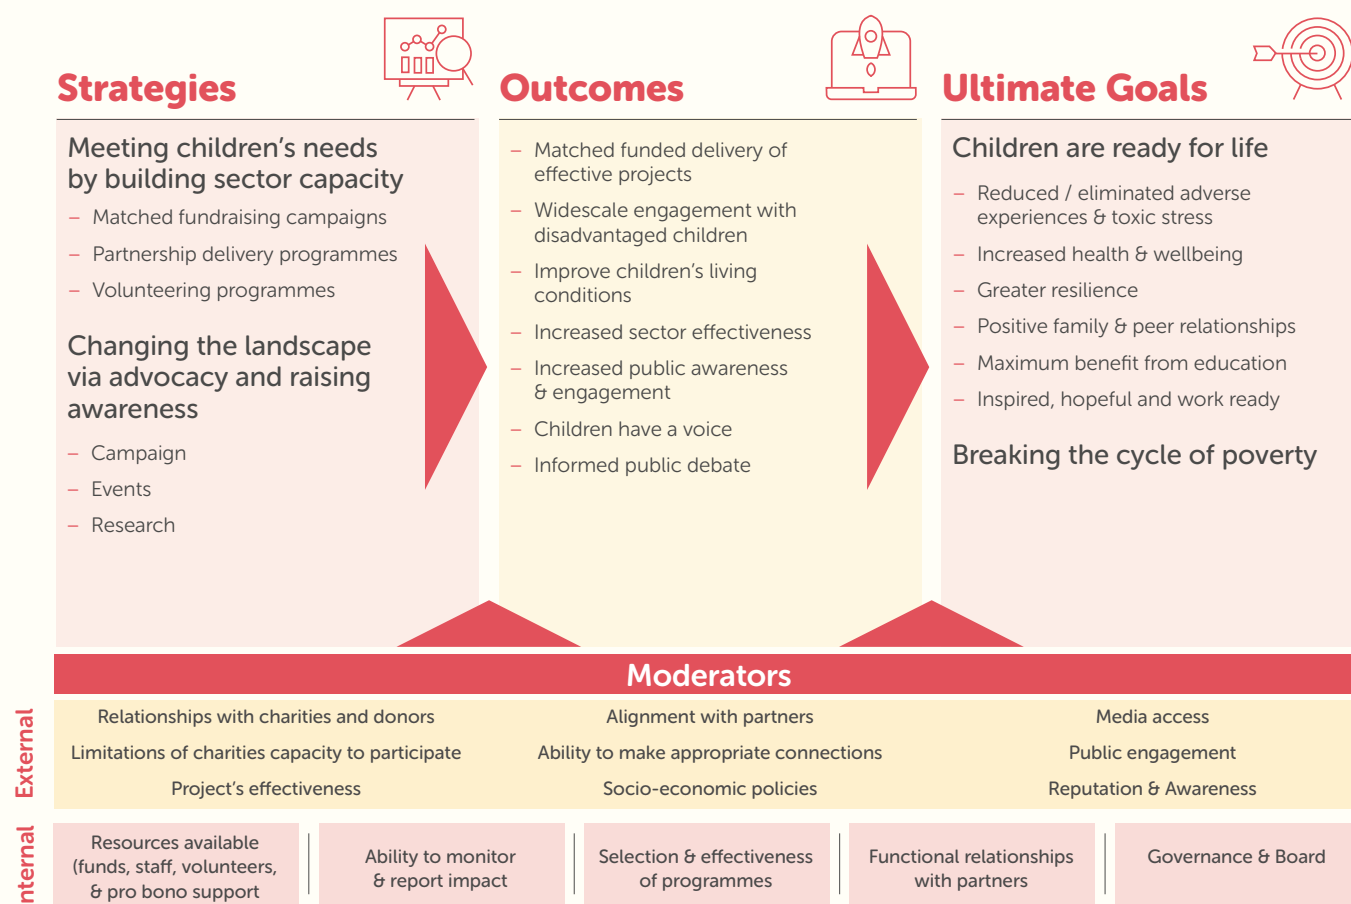 Strategies
Meeting children's needs
by building sector capacity
– Matched fundraising campaigns
– Partnership delivery programmes
– Volunteering programmes
Changing the landscape
via advocacy and raising
awareness
– Campaign
– Events
– Research
Outcomes
– Matched funded delivery of
effective projects
– Widescale engagement with
disadvantaged children
– Improve children's living
conditions
– Increased sector effectiveness
– Increased public awareness
& engagement
– Children have a voice
– Informed public debate
Ultimate Goals
Children are ready for life
– Reduced / eliminated adverse
experiences & toxic stress
– Increased health & wellbeing
– Greater resilience
– Positive family & peer relationships
– Maximum benefit from education
– Inspired, hopeful and work ready
Breaking the cycle of poverty
Moderators
External
Relationships with charities and donors
Limitations of charities capacity to participate
Project's effectiveness
Alignment with partners
Ability to make appropriate connections
Socio-economic policies
Media access
Public engagement
Reputation & Awareness
nternal
Resources available
(funds, staff, volunteers,
& pro bono support
Ability to monitor
& report impact
Selection & effectiveness
of programmes
Functional relationships
with partners
Governance & Board